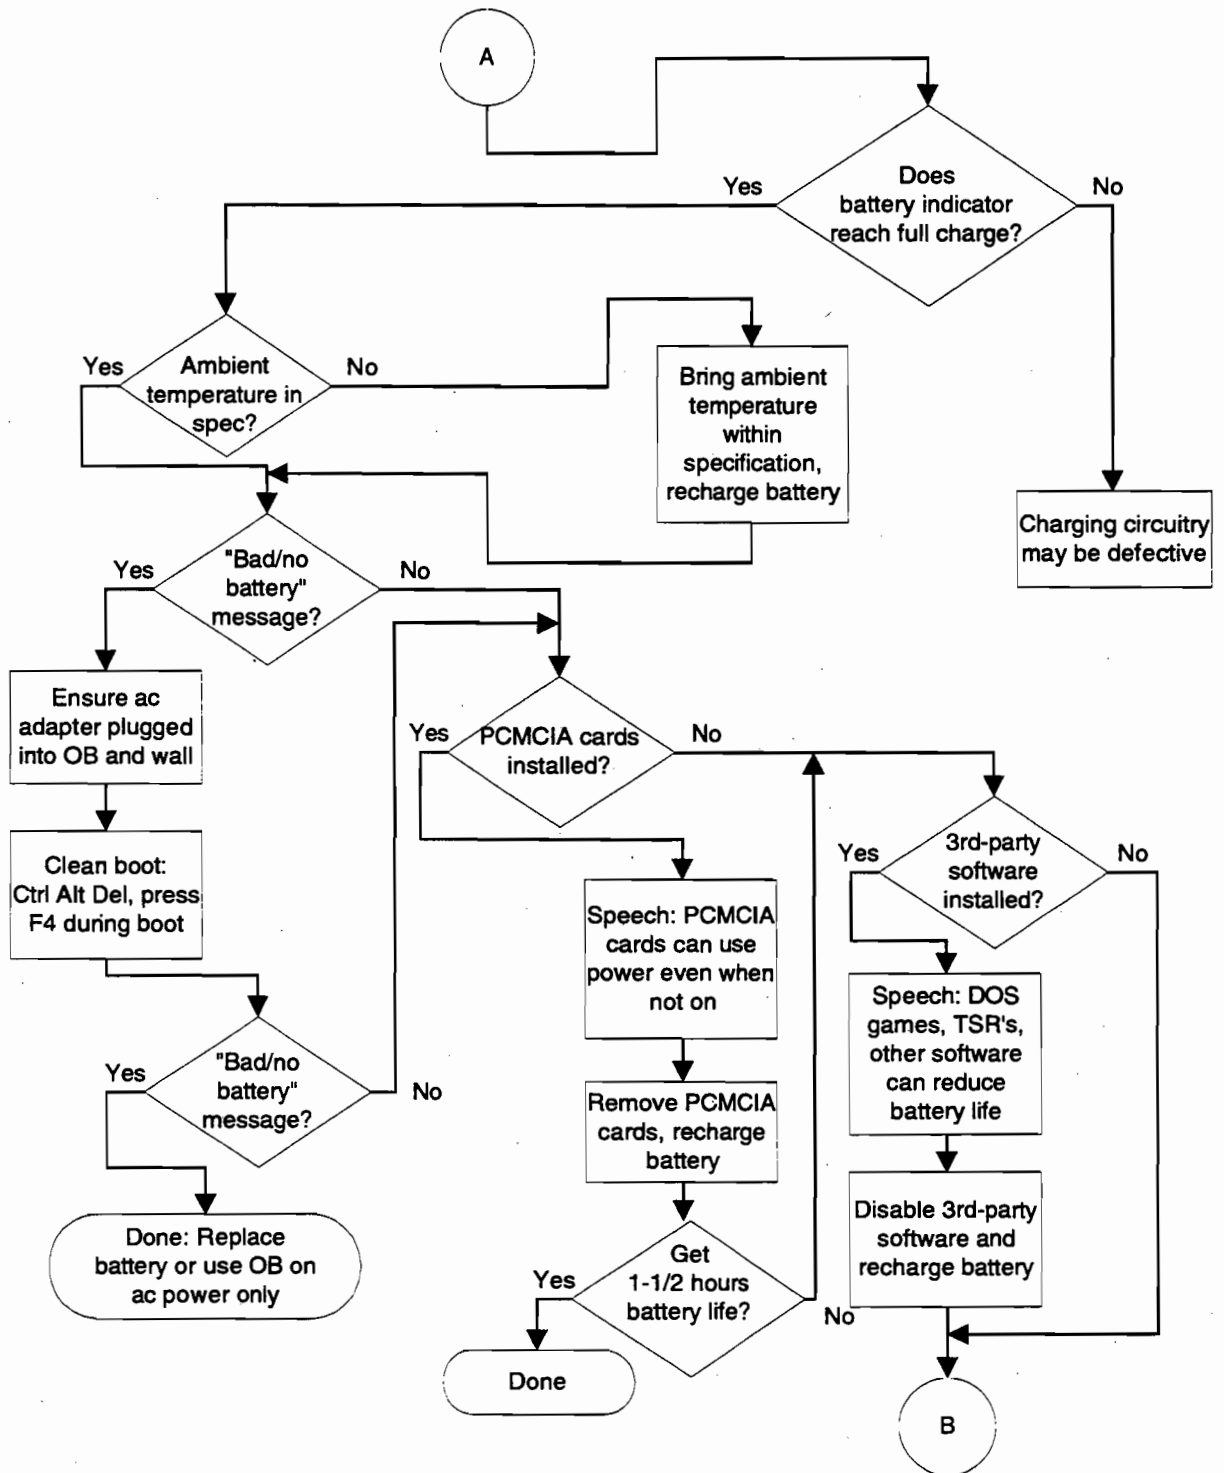 A
Does
battery indicator
reach full charge?
Yes
No
Ambient
temperature in
spec?
Yes
No
Bring ambient
temperature
within
specification,
recharge battery
Charging circuitry
may be defective
"Bad/no
battery"
message?
Yes
No
Ensure ac
adapter plugged
into OB and wall
Clean boot:
Ctrl Alt Del, press
F4 during boot
"Bad/no
battery"
message?
Yes
No
Done: Replace
battery or use OB on
ac power only
PCMCIA cards
installed?
Yes
No
Speech: PCMCIA
cards can use
power even when
not on
Remove PCMCIA
cards, recharge
battery
Get
1-1/2 hours
battery life?
Yes
No
Done
3rd-party
software
installed?
Yes
No
Speech: DOS
games, TSR's,
other software
can reduce
battery life
Disable 3rd-party
software and
recharge battery
B